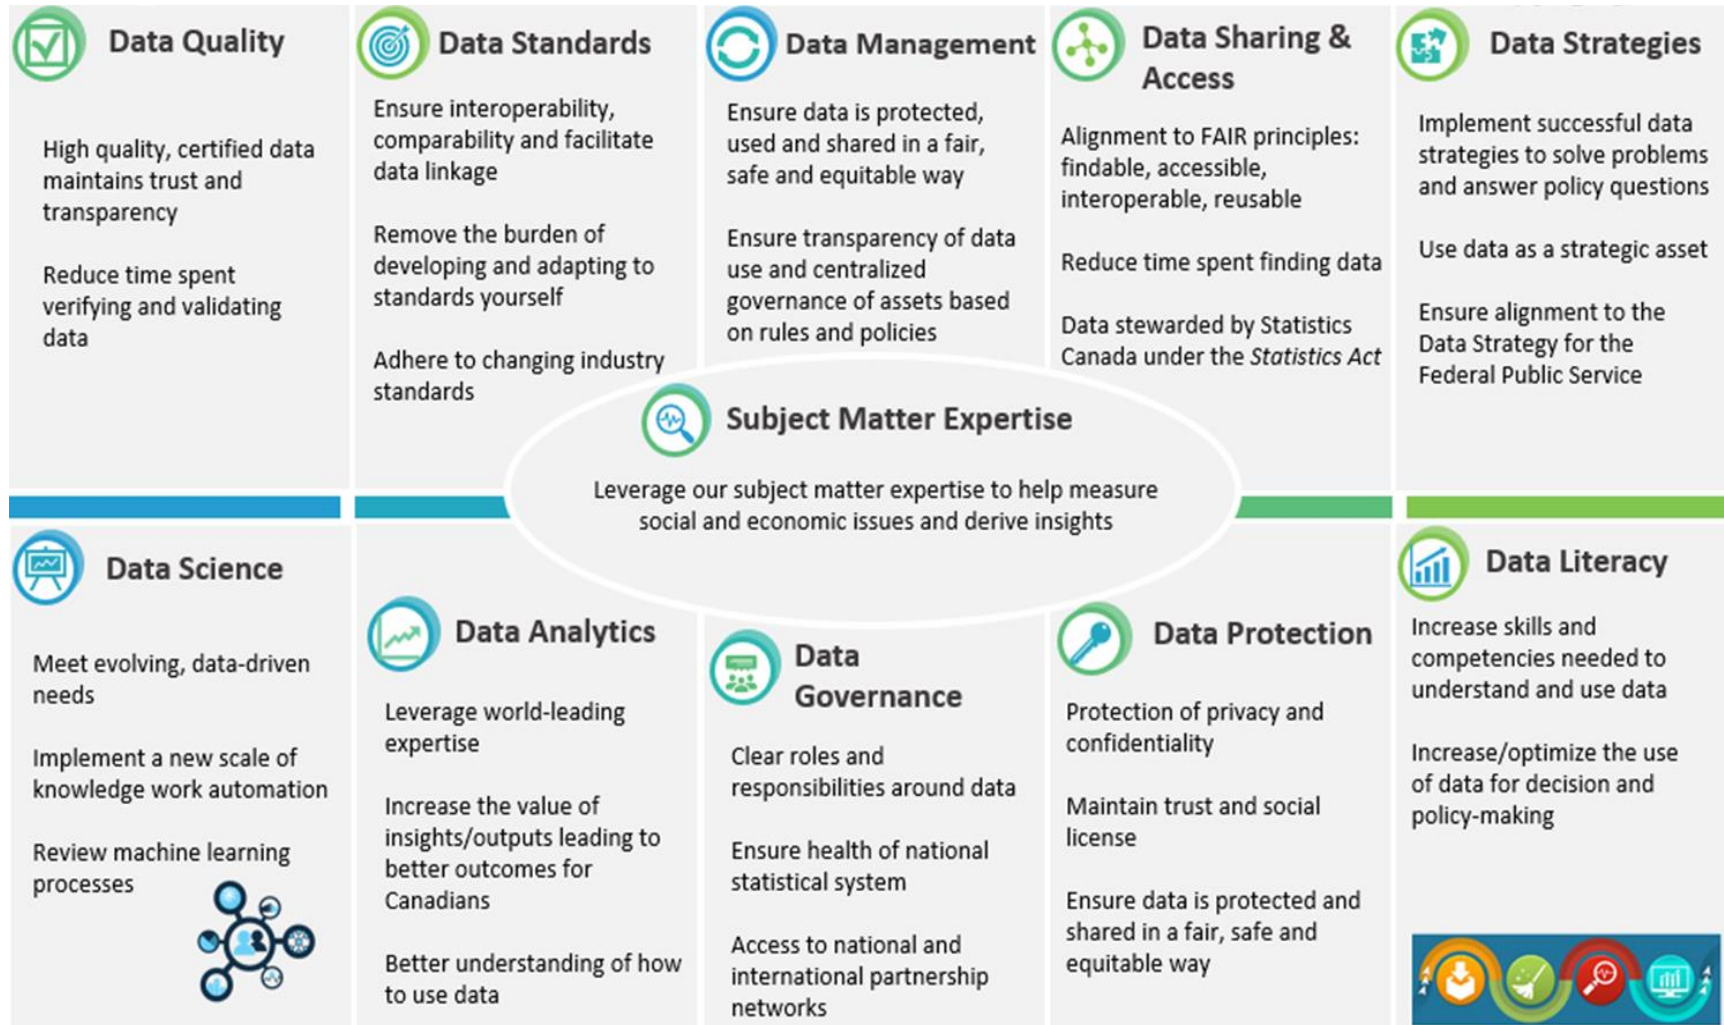 Data Quality
High quality, certified data
maintains trust and
transparency
Reduce time spent
verifying and validating
data
Data Standards
Ensure interoperability,
comparability and facilitate
data linkage
Remove the burden of
developing and adapting to
standards yourself
Adhere to changing industry
standards
Data Management
Ensure data is protected,
used and shared in a fair,
safe and equitable way
Ensure transparency of data
use and centralized
governance of assets based
on rules and policies
Data Sharing &
Access
Alignment to FAIR principles:
findable, accessible,
interoperable, reusable
Reduce time spent finding data
Data stewarded by Statistics
Canada under the Statistics Act
Data Strategies
Implement successful data
strategies to solve problems
and answer policy questions
Use data as a strategic asset
Ensure alignment to the
Data Strategy for the
Federal Public Service
Subject Matter Expertise
Leverage our subject matter expertise to help measure
social and economic issues and derive insights
Data Science
Meet evolving, data-driven
needs
Implement a new scale of
knowledge work automation
Review machine learning
processes
Data Analytics
Leverage world-leading
expertise
Increase the value of
insights/outputs leading to
better outcomes for
Canadians
Better understanding of how
to use data
Data
Governance
Clear roles and
responsibilities around data
Ensure health of national
statistical system
Access to national and
international partnership
networks
Data Protection
Protection of privacy and
confidentiality
Maintain trust and social
license
Ensure data is protected and
shared in a fair, safe and
equitable way
Data Literacy
Increase skills and
competencies needed to
understand and use data
Increase/optimize the use
of data for decision and
policy-making